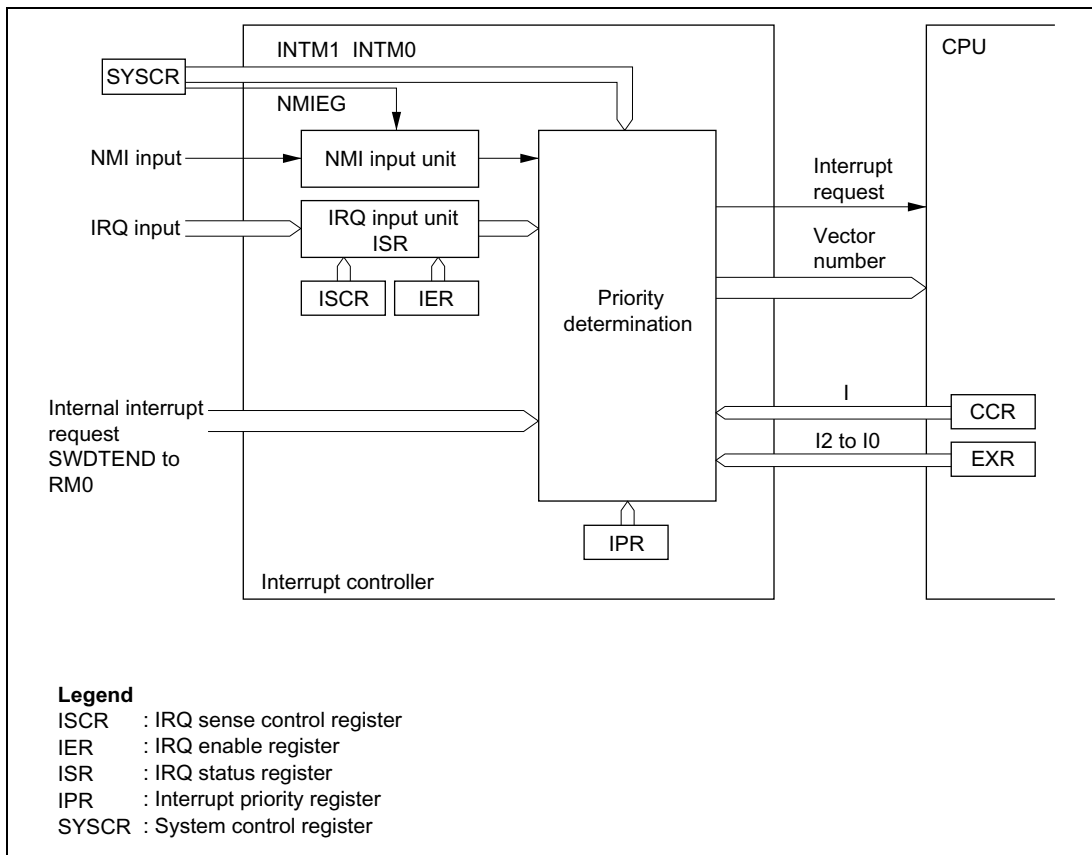 INTM1 INTM0
CPU
SYSCR
NMIEG
NMI input
NMI input unit
Interrupt
request
IRQ input
IRQ input unit
ISR
Vector
number
ISCR
IER
Priority
determination
Internal interrupt
request
SWDTEND to
RM0
I
CCR
I2 to I0
EXR
IPR
Interrupt controller
Legend
ISCR : IRQ sense control register
IER : IRQ enable register
ISR : IRQ status register
IPR : Interrupt priority register
SYSCR : System control register